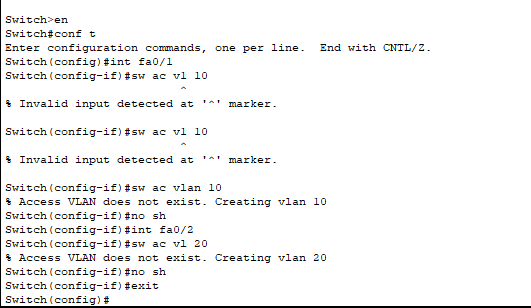 Switch>en
Switch#conf t
Enter configuration commands, one per line.  End with CNTL/Z.
Switch(config)#int fa0/1
Switch(config-if)#sw ac v1 10
                          ^
% Invalid input detected at '^' marker.

Switch(config-if)#sw ac v1 10
                          ^
% Invalid input detected at '^' marker.

Switch(config-if)#sw ac vlan 10
% Access VLAN does not exist. Creating vlan 10
Switch(config-if)#no sh
Switch(config-if)#int fa0/2
Switch(config-if)#sw ac vl 20
% Access VLAN does not exist. Creating vlan 20
Switch(config-if)#no sh
Switch(config-if)#exit
Switch(config)#